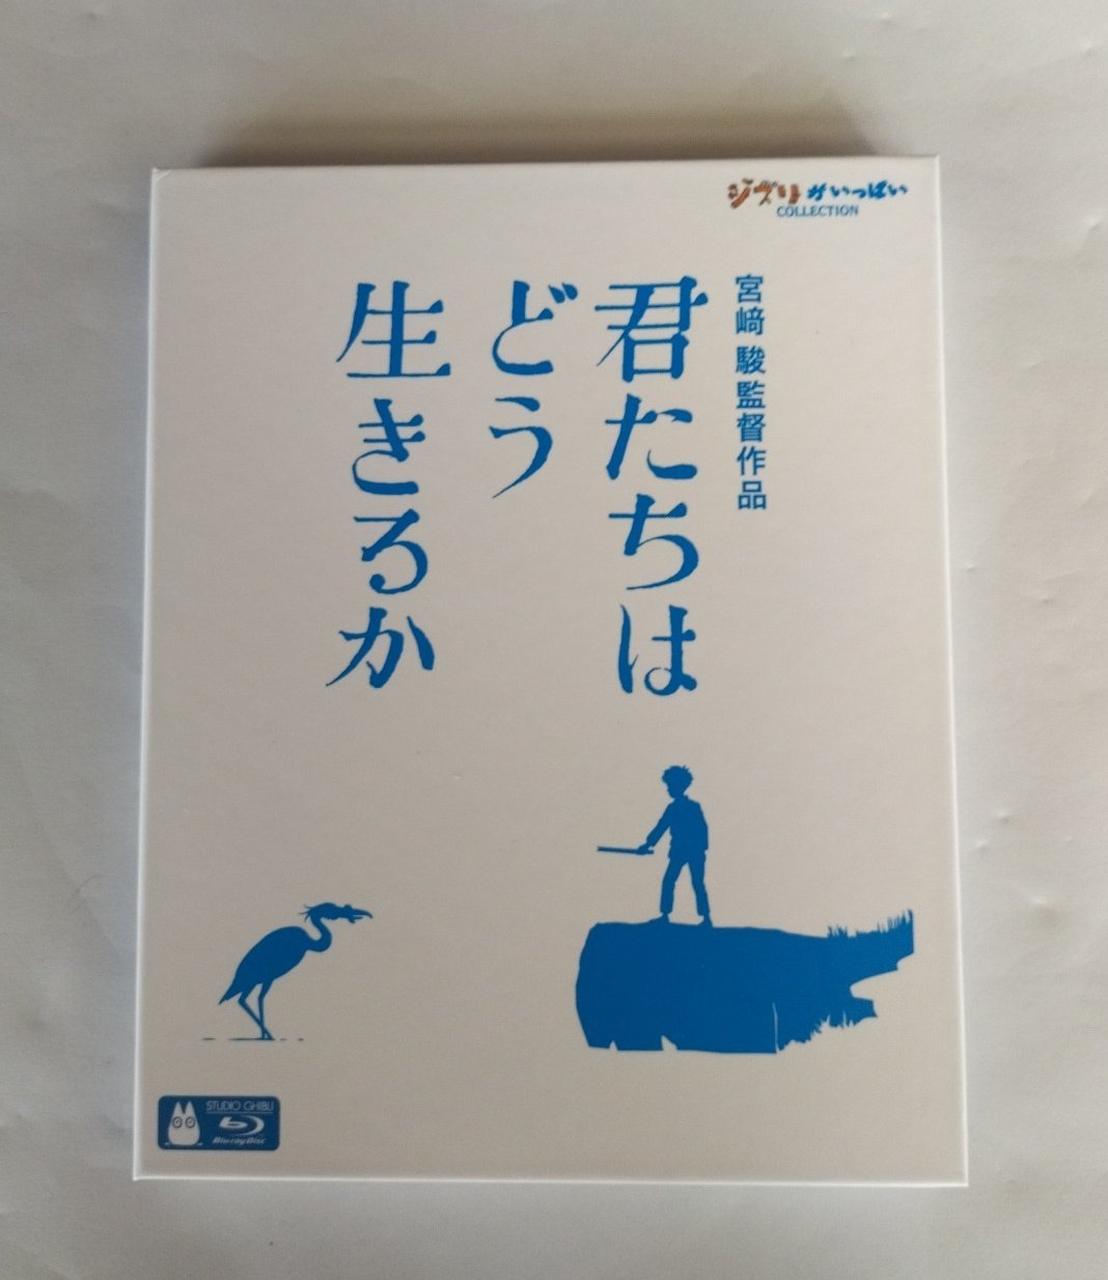 ジブリがいっぱい
COLLECTION
宮﨑 駿監督作品
君たちは
どう
生きるか
STUDIO GHIBLI
Blu-ray Disc